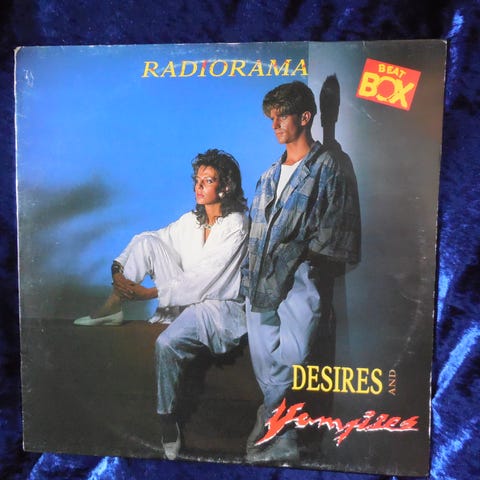 RADIORAMA
BEAT
BOX
DESIRES AND
Vampires